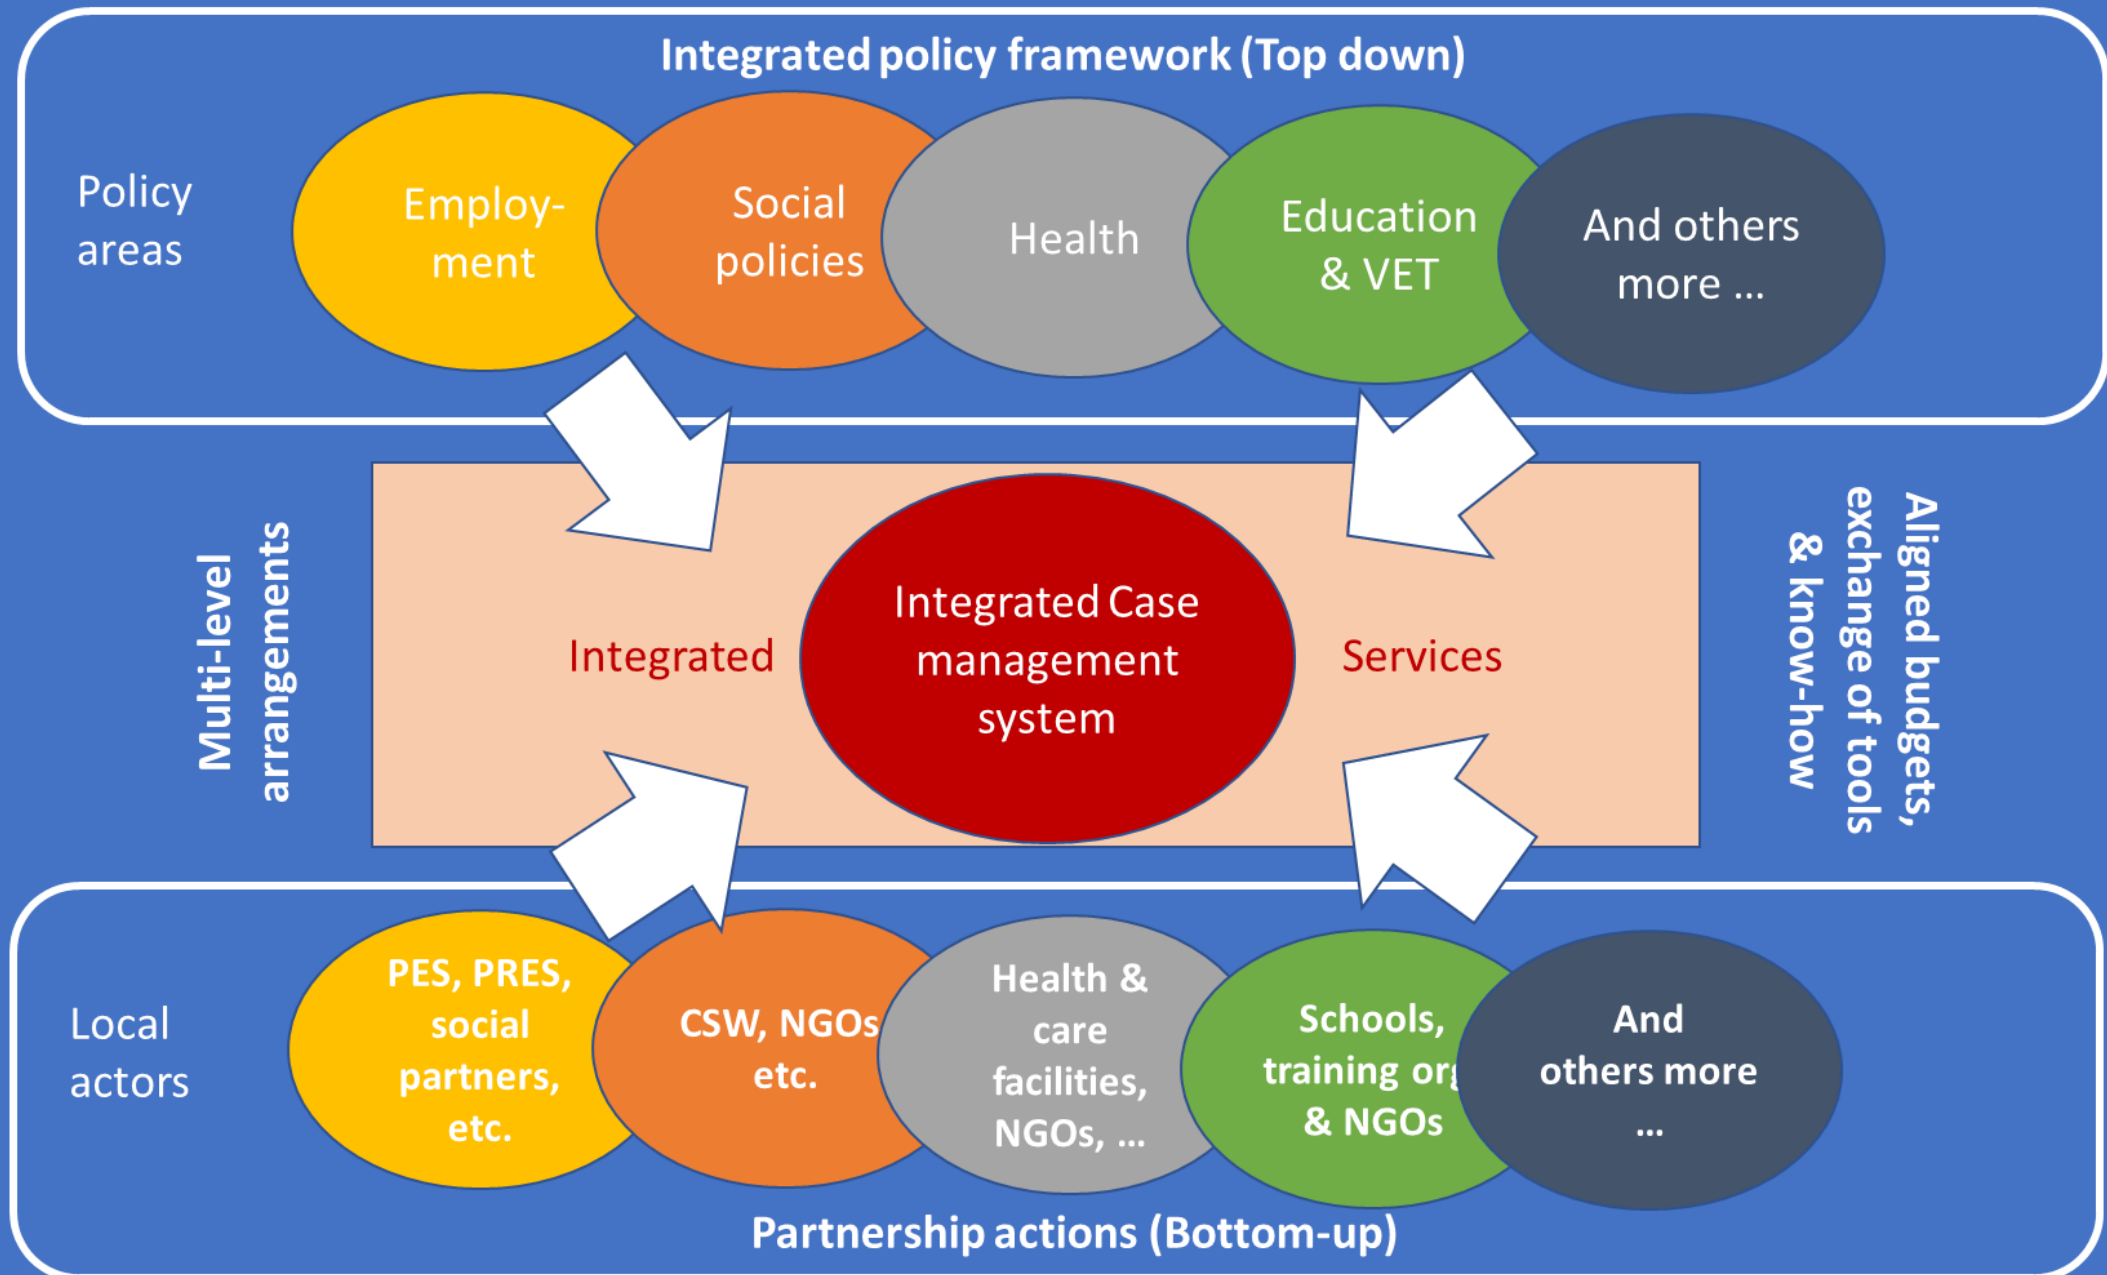 Integrated policy framework (Top down)
Policy
areas
Employ-
ment
Social
policies
Health
Education
& VET
And others
more ...
Multi-level
arrangements
Integrated
Integrated Case
management
system
Services
Aligned budgets,
exchange of tools
& know-how
Local
actors
PES, PRES,
social
partners,
etc.
CSW, NGOs
etc.
Health &
care
facilities,
NGOs, ...
Schools,
training
& NGOs
And
others more
...
Partnership actions (Bottom-up)